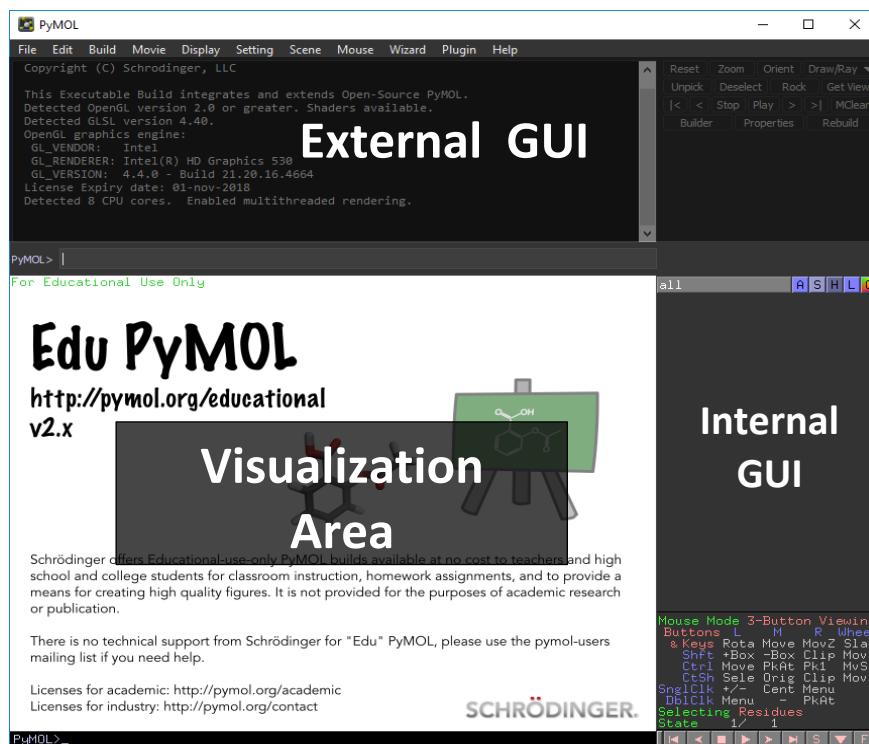 PyMOL
File Edit Build Movie Display Setting Scene Mouse Wizard Plugin Help
Copyright (C) Schrodinger, LLC
This Executable Build integrates and extends Open-Source PyMOL.
Detected OpenGL version 2.0 or greater. Shaders available.
Detected GLSL version 4.40.
OpenGL graphics engine:
GL_VENDOR: Intel
GL_RENDERER: Intel(R) HD Graphics 530
GL_VERSION: 4.4.0 - Build 21.20.16.4664
License Expiry date: 01-nov-2018
Detected 8 CPU cores. Enabled multithreaded rendering.
External GUI
Reset Zoom Orient Draw/Ray
Unpick Deselect Rock Get View
|< < Stop Play > >| MClear
Builder Properties Rebuild
PyMOL>
For Educational Use Only
all A S H L
Edu PyMOL
http://pymol.org/educational
v2.x
OH
O
O
O
Visualization
Area
Internal
GUI
Schrödinger offers Educational-use-only PyMOL builds available at no cost to teachers and high
school and college students for classroom instruction, homework assignments, and to provide a
means for creating high quality figures. It is not provided for the purposes of academic research
or publication.
There is no technical support from Schrödinger for "Edu" PyMOL, please use the pymol-users
mailing list if you need help.
Licenses for academic: http://pymol.org/academic
Licenses for industry: http://pymol.org/contact
SCHRÖDINGER.
Mouse Mode 3-Button Viewin
Buttons L M R Whee
& Keys Rota Move MovZ Sla
Shft +Box -Box Clip Mov
Ctrl Move PkAt Pk1 MvS
CtSh Sele Orig Clip Mov
SnglClk +/- Cent Menu
DblClk Menu - PkAt
Selecting Residues
State 1/ 1
PyMOL>_
S F